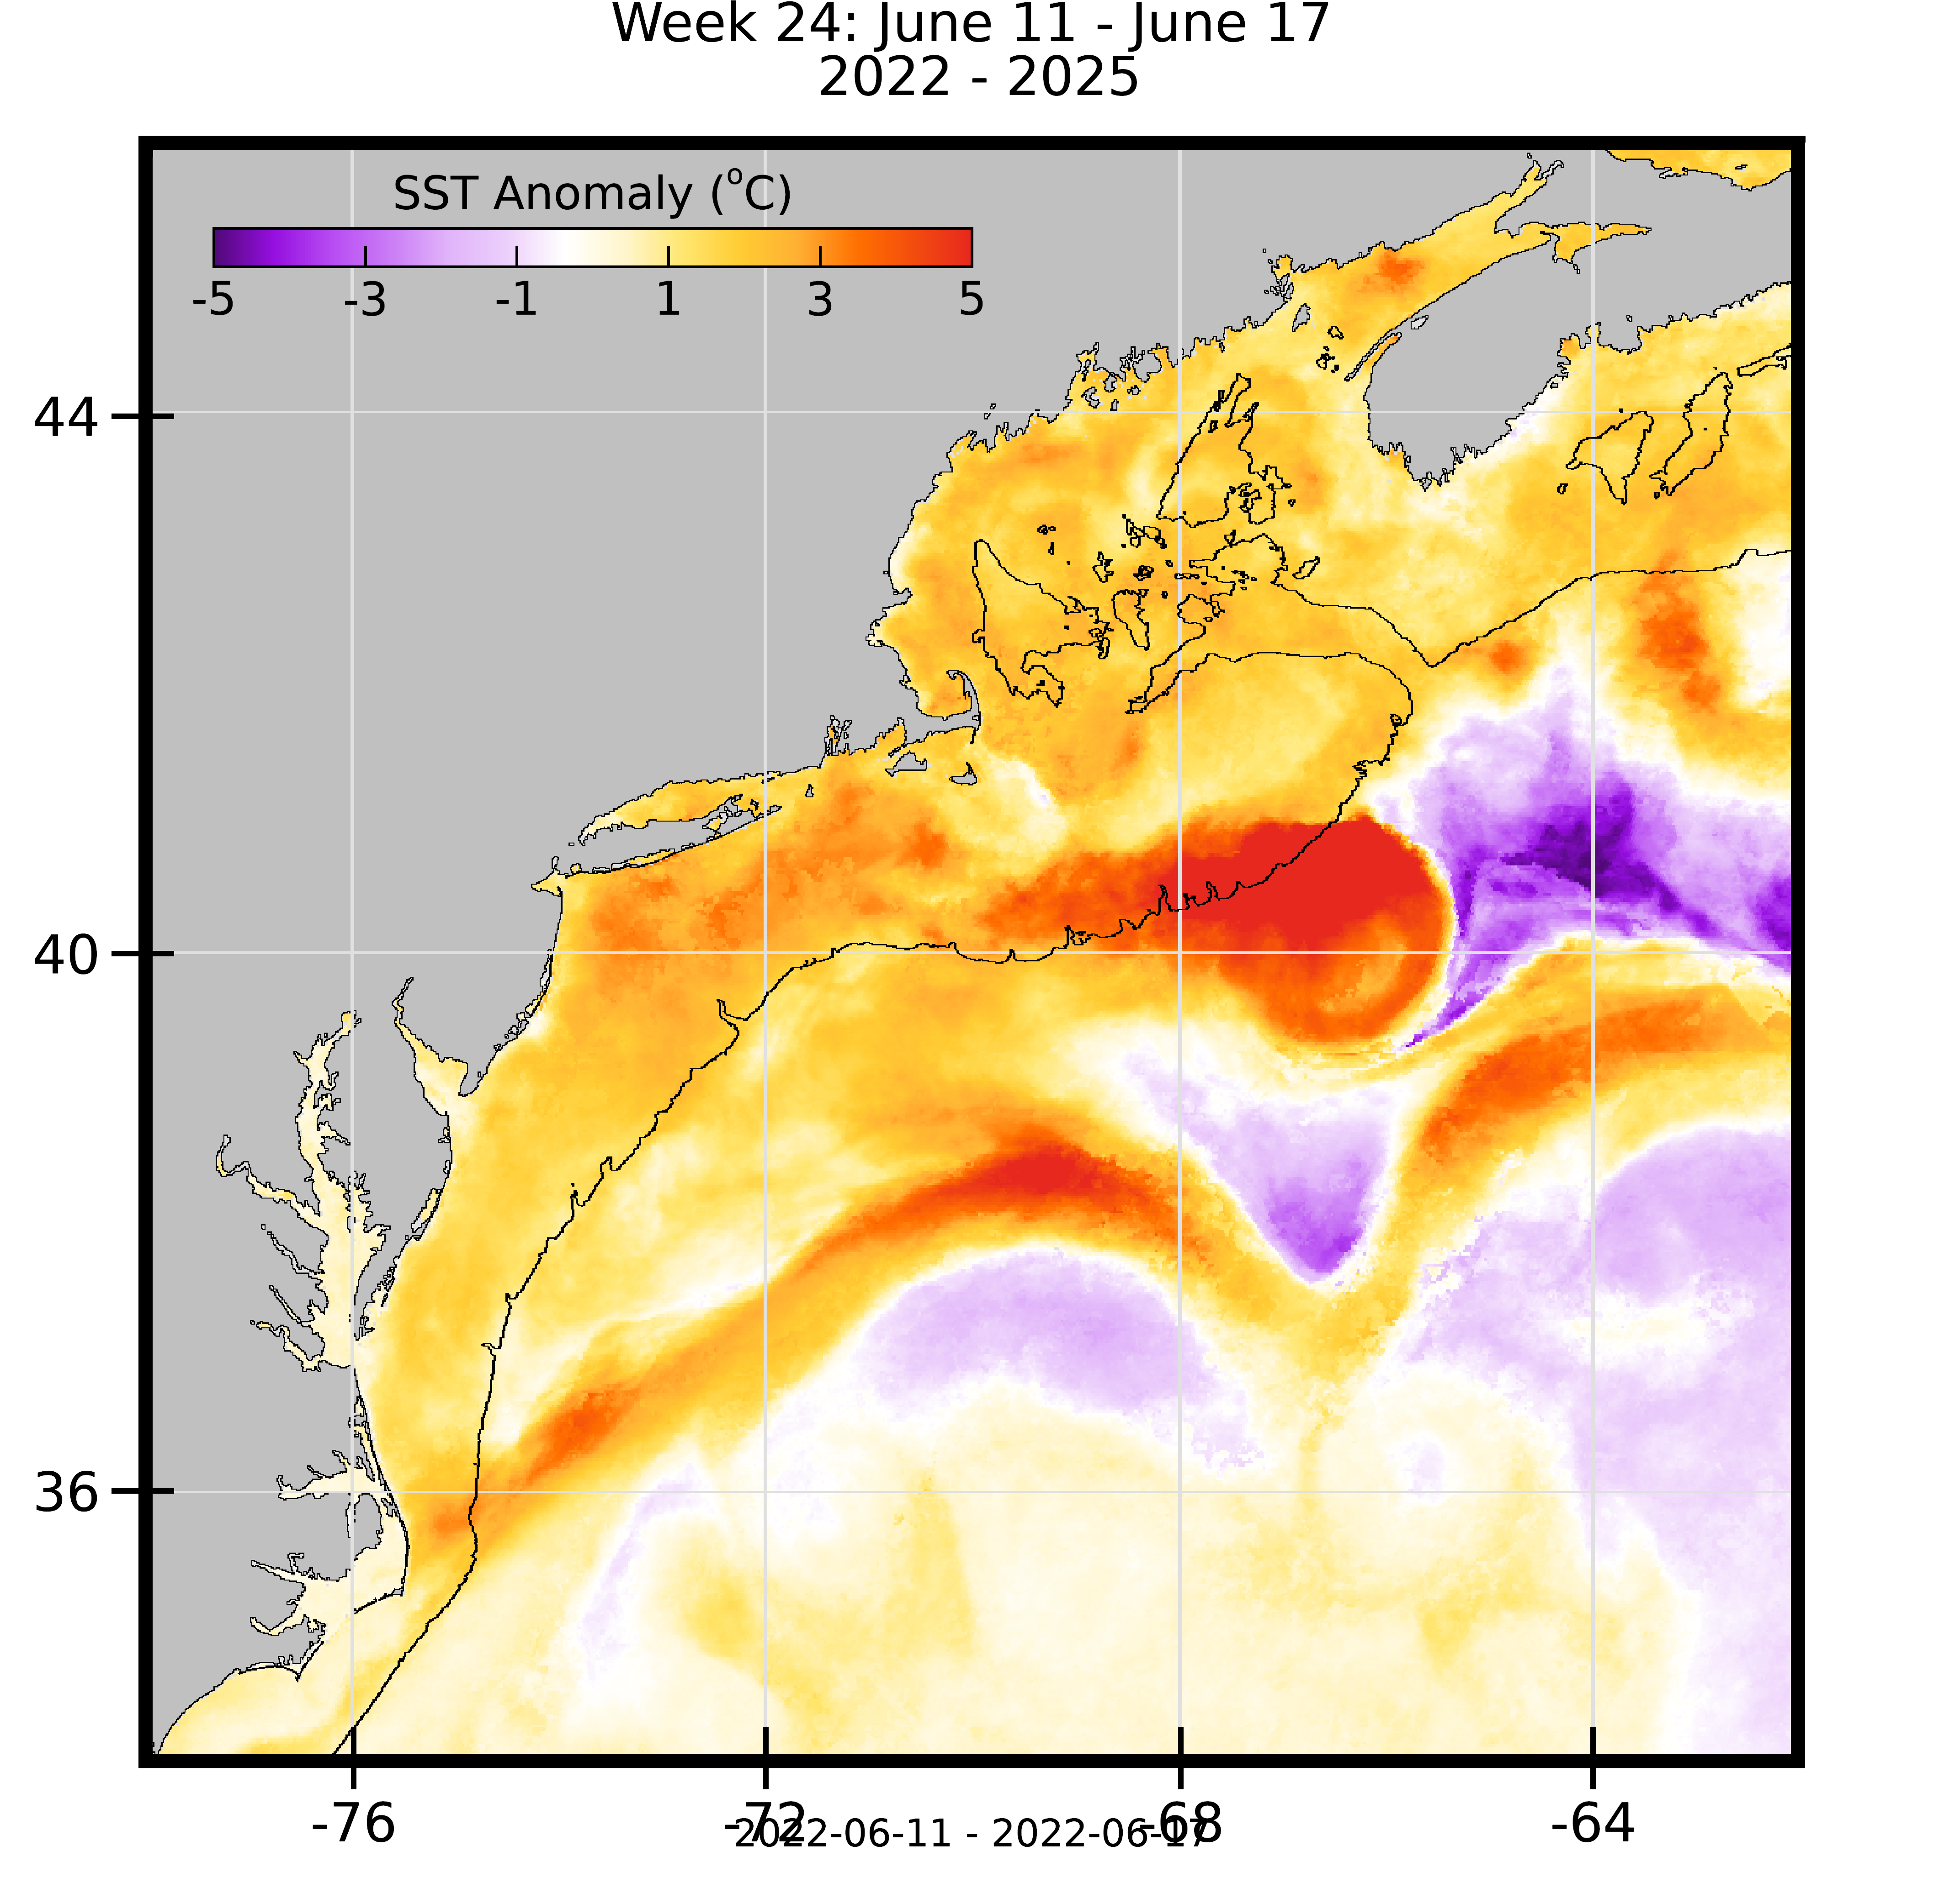 Week 24: June 11 - June 17
2022 - 2025
SST Anomaly (°C)
-5 -3 -1 1 3 5
44
40
36
-76 -72 -68 -64
2022-06-11 - 2022-06-17